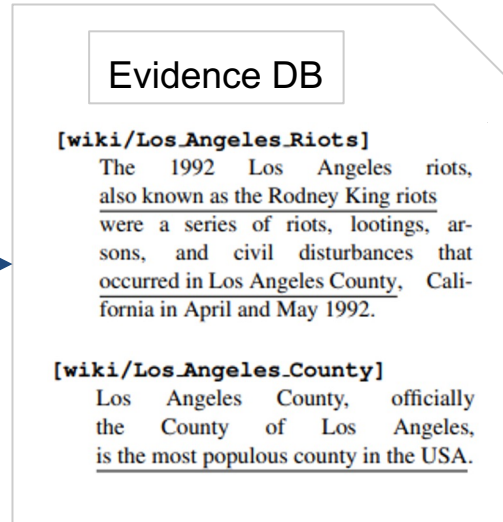 Evidence DB
[wiki/Los_Angeles_Riots]
The 1992 Los Angeles riots,
also known as the Rodney King riots
were a series of riots, lootings, ar-
sons, and civil disturbances that
occurred in Los Angeles County, Cali-
fornia in April and May 1992.
[wiki/Los_Angeles_County]
Los Angeles County, officially
the County of Los Angeles,
is the most populous county in the USA.